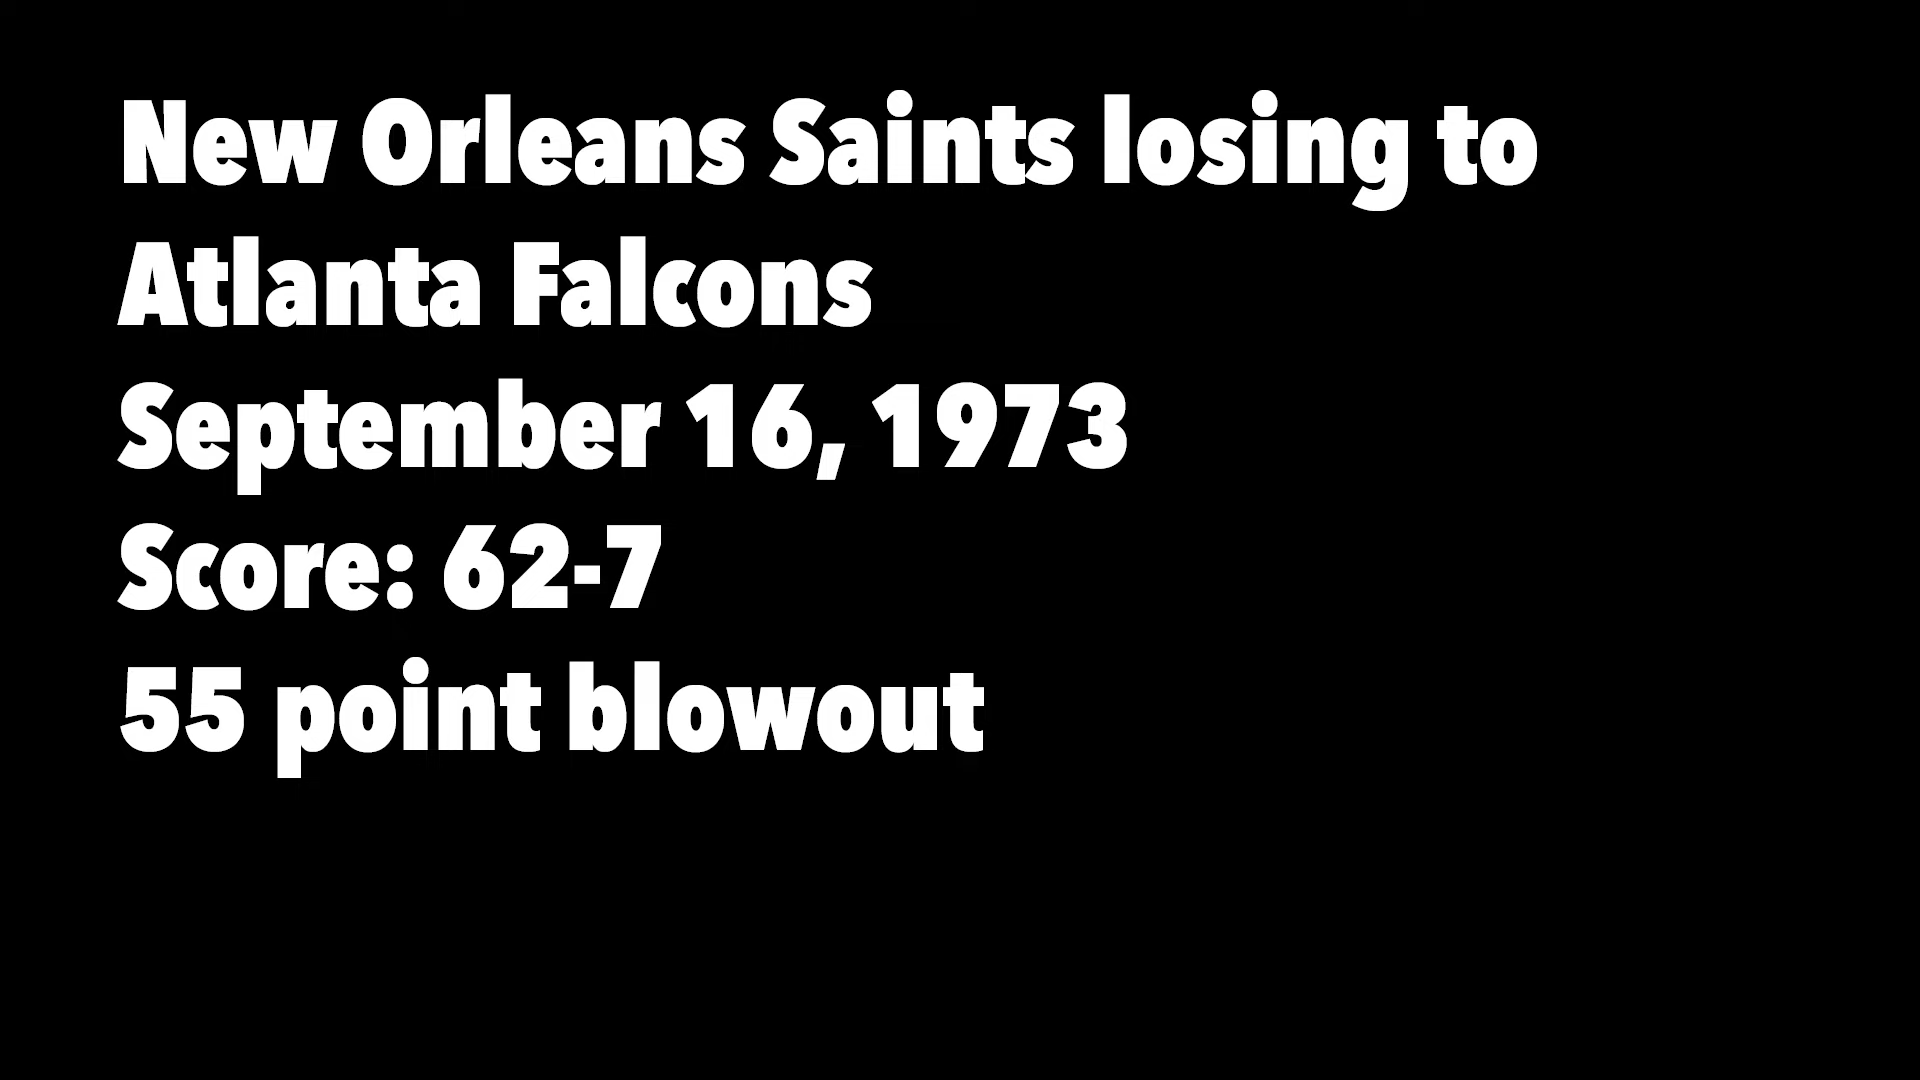 New Orleans Saints losing to
Atlanta Falcons
September 16, 1973
Score: 62-7
55 point blowout